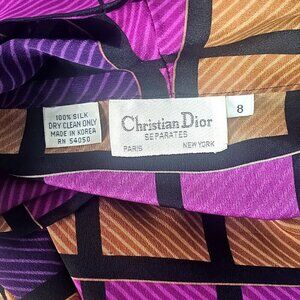 100% SILK
DRY CLEAN ONLY
MADE IN KOREA
RN 54050
Christian Dior
SEPARATES
PARIS NEW YORK
8